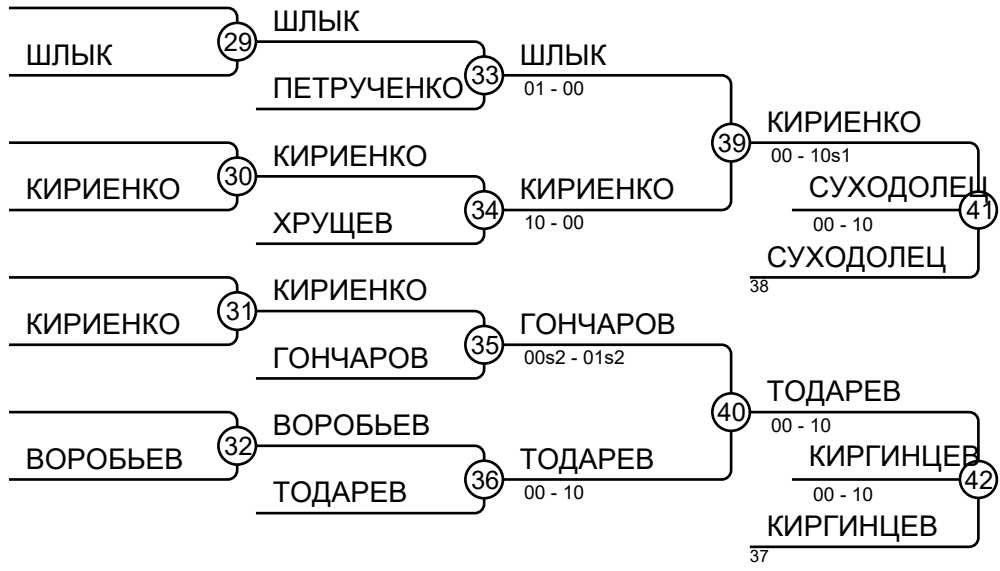 29
ШЛЫК
ШЛЫК
33
ПЕТРУЧЕНКО
ШЛЫК
01 - 00
30
КИРИЕНКО
КИРИЕНКО
34
ХРУЩЕВ
КИРИЕНКО
10 - 00
39
КИРИЕНКО
00 - 10s1
СУХОДОЛЕЦ
41
00 - 10
СУХОДОЛЕЦ
38
31
КИРИЕНКО
КИРИЕНКО
35
ГОНЧАРОВ
ГОНЧАРОВ
00s2 - 01s2
32
ВОРОБЬЕВ
ВОРОБЬЕВ
36
ТОДАРЕВ
ТОДАРЕВ
00 - 10
40
ТОДАРЕВ
00 - 10
КИРГИНЦЕВ
42
00 - 10
КИРГИНЦЕВ
37